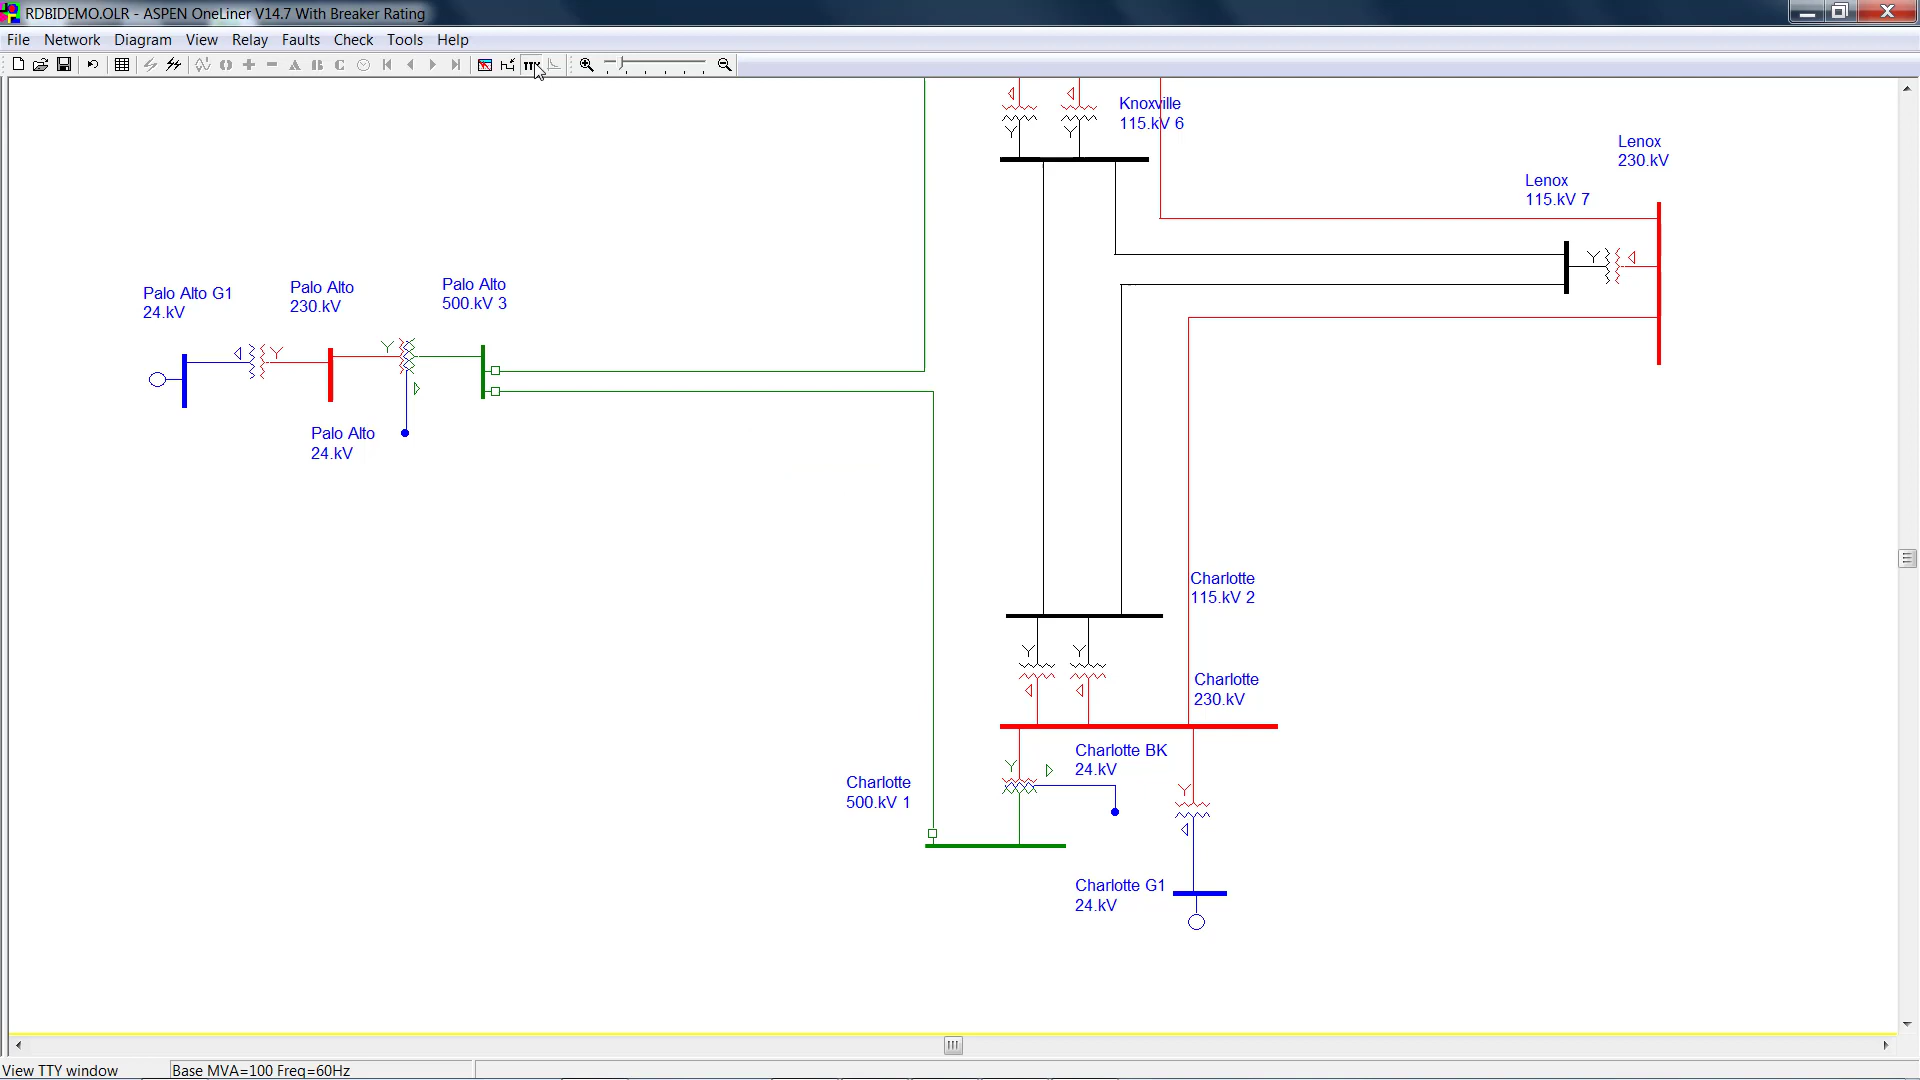 RDBIDEMO.OLR - ASPEN OneLiner V14.7 With Breaker Rating
File Network Diagram View Relay Faults Check Tools Help
Knoxville
115.kV 6
Lenox
230.kV
Lenox
115.kV 7
Palo Alto G1
24.kV
Palo Alto
230.kV
Palo Alto
500.kV 3
Palo Alto
24.kV
Charlotte
115.kV 2
Charlotte
230.kV
Charlotte BK
24.kV
Charlotte
500.kV 1
Charlotte G1
24.kV
View TTY window
Base MVA=100 Freq=60Hz